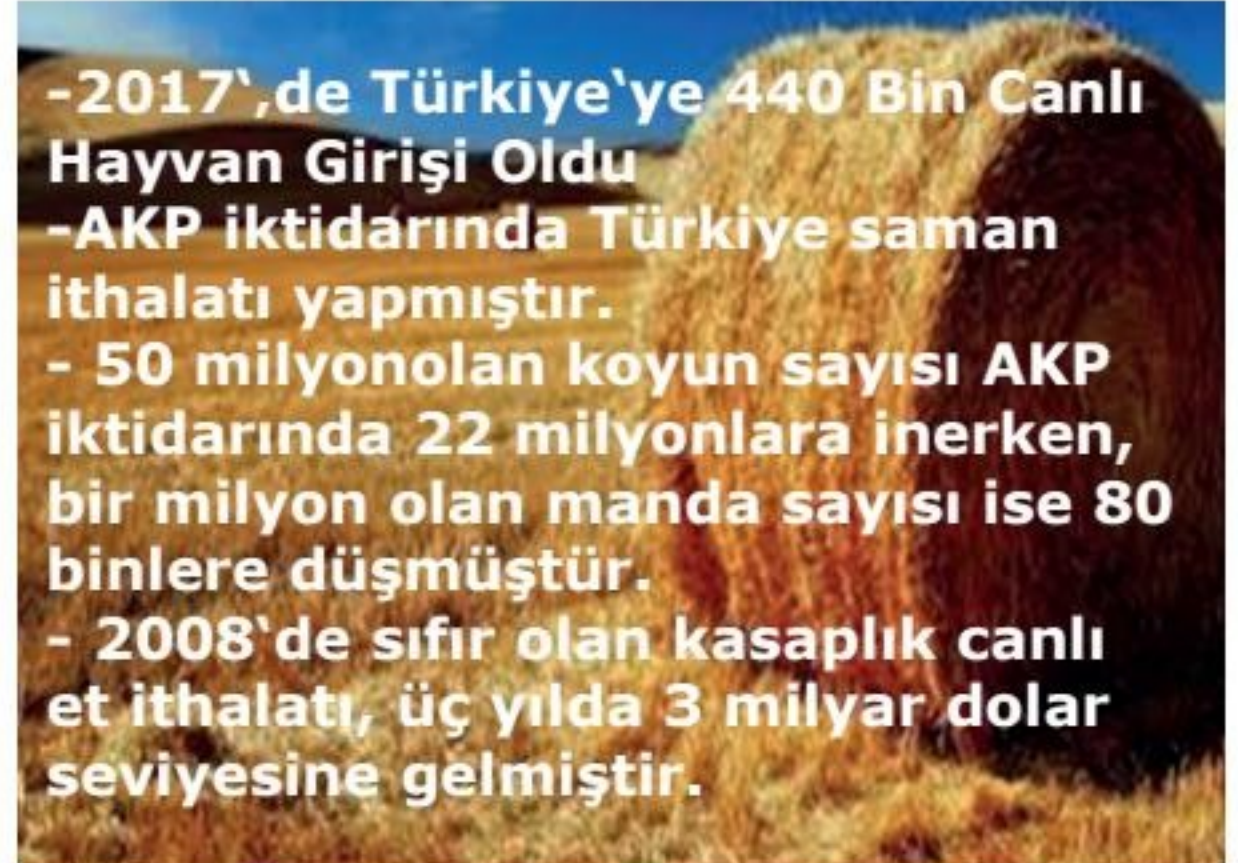 -2017‘,de Türkiye‘ye 440 Bin Canlı
Hayvan Girişi Oldu
-AKP iktidarında Türkiye saman
ithalatı yapmıştır.
- 50 milyonolan koyun sayısı AKP
iktidarında 22 milyonlara inerken,
bir milyon olan manda sayısı ise 80
binlere düşmüştür.
- 2008‘de sıfır olan kasaplık canlı
et ithalatı, üç yılda 3 milyar dolar
seviyesine gelmiştir.